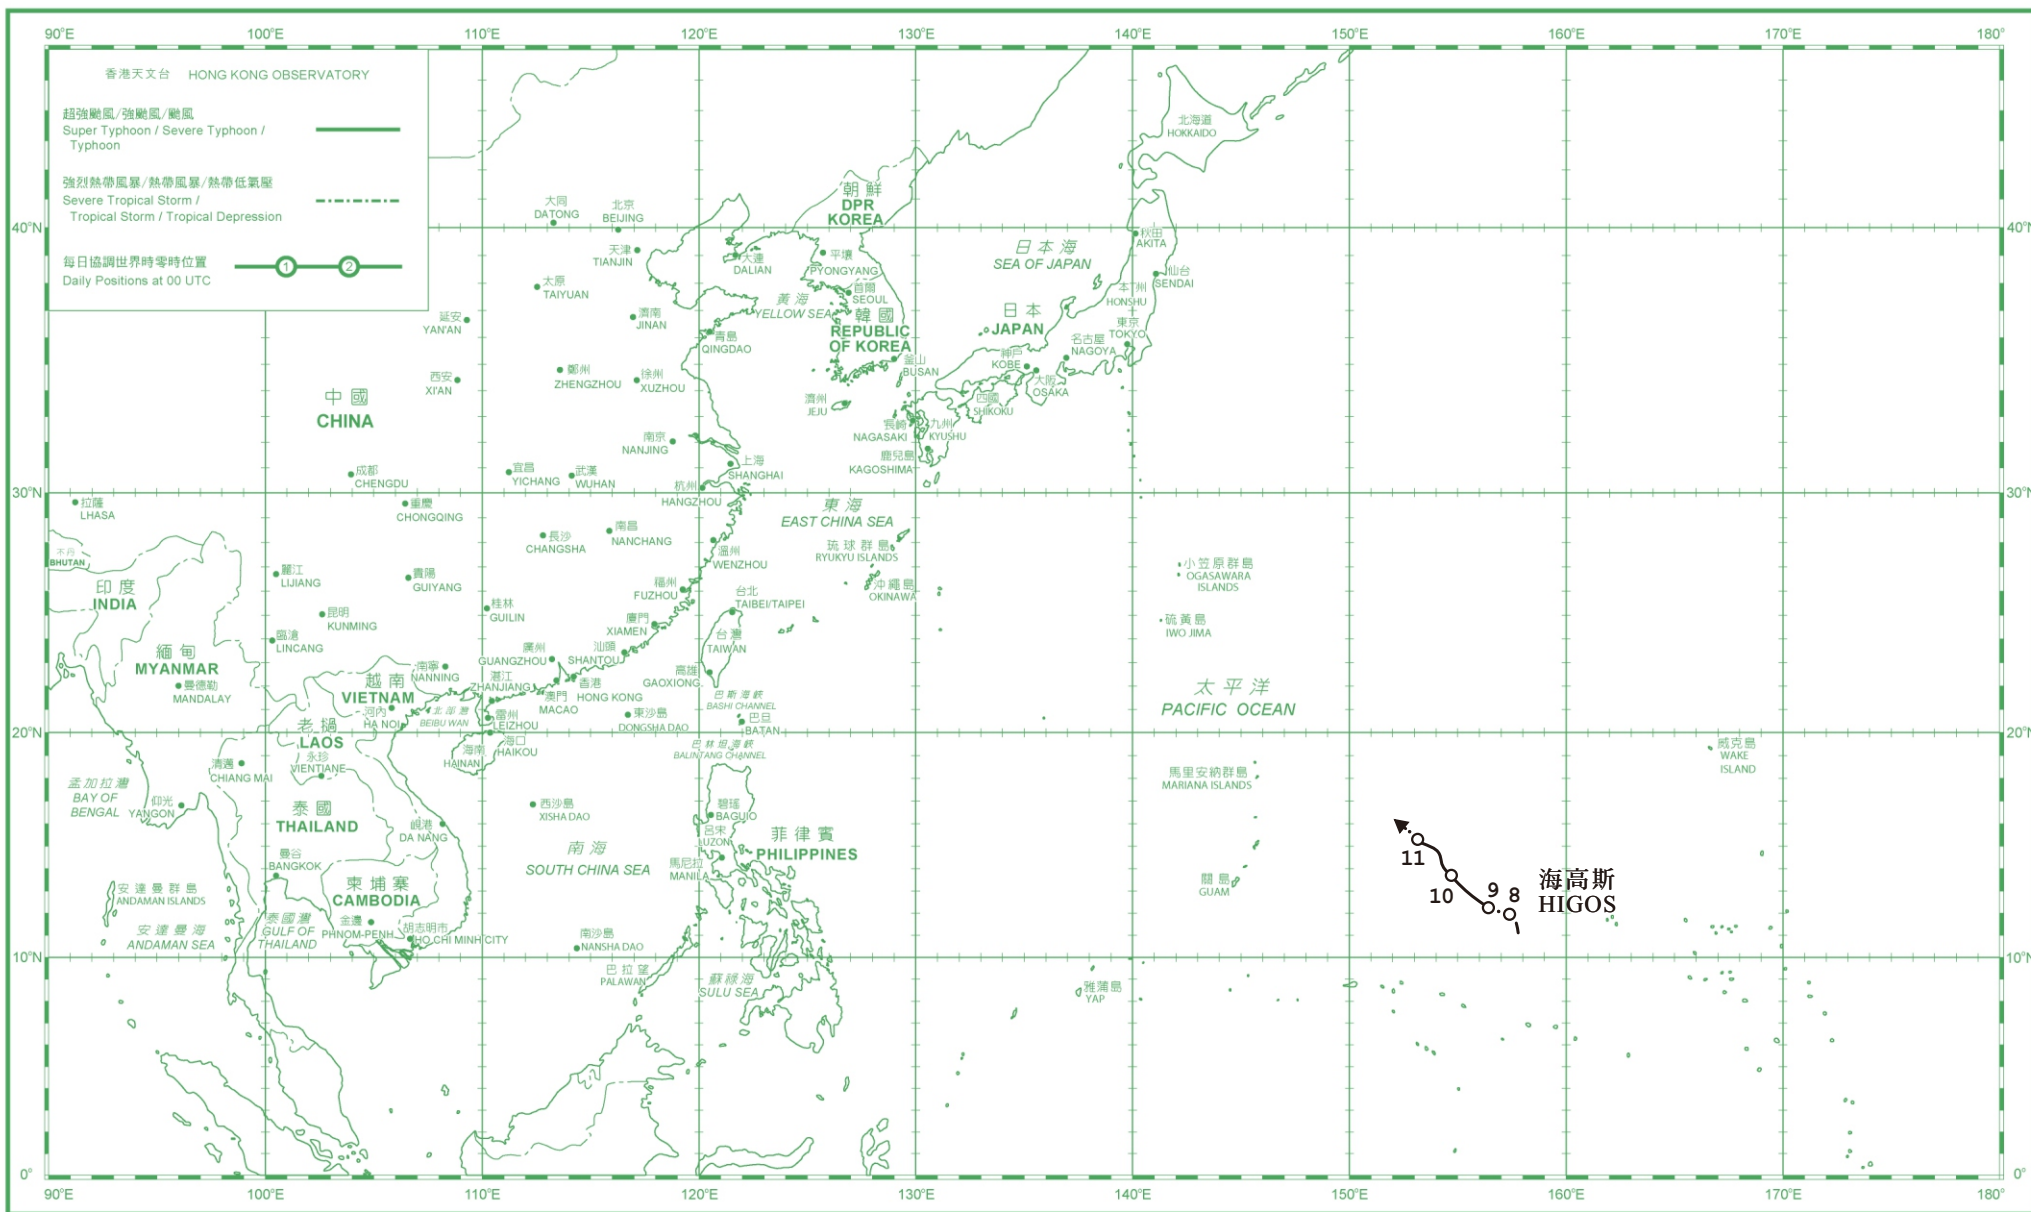 90°E 100°E 110°E 120°E 130°E 140°E 150°E 160°E 170°E 180°
香港天文台 HONG KONG OBSERVATORY
超強颱風/強颱風/颱風
Super Typhoon / Severe Typhoon /
Typhoon
強烈熱帶風暴/熱帶風暴/熱帶低氣壓
Severe Tropical Storm /
Tropical Storm / Tropical Depression
每日協調世界時零時位置
Daily Positions at 00 UTC
1 2
北海道
HOKKAIDO
大同
DATONG
北京
BEIJING
朝鮮
DPR
KOREA
40°N
40°N
天津
TIANJIN
大連
DALIAN
平壤
PYONGYANG
日本海
SEA OF JAPAN
秋田
AKITA
仙台
SENDAI
太原
TAIYUAN
黃海
YELLOW SEA
首爾
SEOUL
本州
HONSHU
延安
YAN'AN
濟南
JINAN
青島
QINGDAO
韓國
REPUBLIC
OF KOREA
日本
JAPAN
東京
TOKYO
名古屋
NAGOYA
西安
XI'AN
鄭州
ZHENGZHOU
徐州
XUZHOU
釜山
BUSAN
神戶
KOBE
大阪
OSAKA
中國
CHINA
濟州
JEJU
四國
SHIKOKU
南京
NANJING
長崎
NAGASAKI
九州
KYUSHU
成都
CHENGDU
宜昌
YICHANG
武漢
WUHAN
上海
SHANGHAI
鹿兒島
KAGOSHIMA
杭州
HANGZHOU
30°N
30°N
拉薩
LHASA
重慶
CHONGQING
東海
EAST CHINA SEA
長沙
CHANGSHA
南昌
NANCHANG
溫州
WENZHOU
琉球群島
RYUKYU ISLANDS
不丹
BHUTAN
印度
INDIA
麗江
LIJIANG
貴陽
GUIYANG
福州
FUZHOU
沖繩島
OKINAWA
小笠原群島
OGASAWARA
ISLANDS
昆明
KUNMING
桂林
GUILIN
台北
TAIBEI/TAIPEI
廈門
XIAMEN
硫黃島
IWO JIMA
緬甸
MYANMAR
臨滄
LINCANG
廣州
GUANGZHOU
汕頭
SHANTOU
台灣
TAIWAN
曼德勒
MANDALAY
越南
VIETNAM
南寧
NANNING
湛江
ZHANJIANG
香港
HONG KONG
高雄
GAOXIONG
澳門
MACAO
巴斯海峽
BASHI CHANNEL
太平洋
PACIFIC OCEAN
河內
HA NOI
北部灣
BEIBU WAN
雷州
LEIZHOU
東沙島
DONGSHA DAO
巴旦
BATAN
20°N
20°N
老撾
LAOS
海南
HAINAN
海口
HAIKOU
巴林坦海峽
BALINTANG CHANNEL
威克島
WAKE
ISLAND
清邁
CHIANG MAI
永珍
VIENTIANE
孟加拉灣
BAY OF
BENGAL
仰光
YANGON
馬里安納群島
MARIANA ISLANDS
泰國
THAILAND
峴港
DA NANG
西沙島
XISHA DAO
碧瑤
BAGUIO
呂宋
LUZON
菲律賓
PHILIPPINES
曼谷
BANGKOK
南海
SOUTH CHINA SEA
馬尼拉
MANILA
關島
GUAM
11
10
9 8
海高斯
HIGOS
安達曼群島
ANDAMAN ISLANDS
柬埔寨
CAMBODIA
安達曼海
ANDAMAN SEA
泰國灣
GULF OF
THAILAND
金邊
PHNOM-PENH
胡志明市
HO CHI MINH CITY
南沙島
NANSHA DAO
10°N
10°N
巴拉望
PALAWAN
蘇祿海
SULU SEA
雅蒲島
YAP
0°
0°
90°E 100°E 110°E 120°E 130°E 140°E 150°E 160°E 170°E 180°